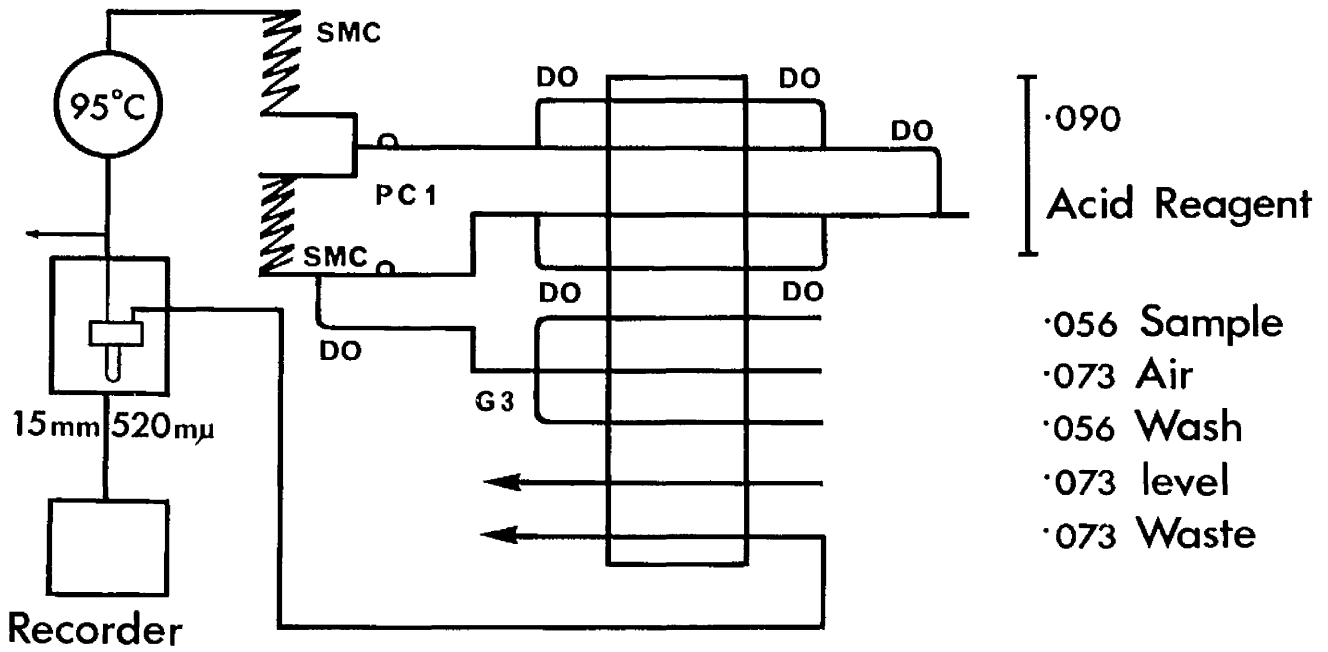 SMC
95°C
DO DO
DO
·090
PC1
Acid Reagent
SMC
DO DO
·056 Sample
DO
·073 Air
G3
15mm 520mμ
·056 Wash
·073 level
·073 Waste
Recorder